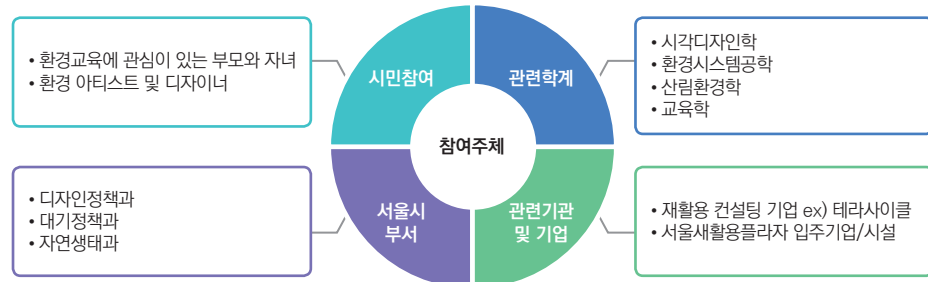 • 환경교육에 관심이 있는 부모와 자녀
• 환경 아티스트 및 디자이너
시민참여
관련학계
• 시각디자인학
• 환경시스템공학
• 산림환경학
• 교육학
참여주체
• 디자인정책과
• 대기정책과
• 자연생태과
서울시
부서
관련기관
및 기업
• 재활용 컨설팅 기업 ex) 테라사이클
• 서울새활용플라자 입주기업/시설